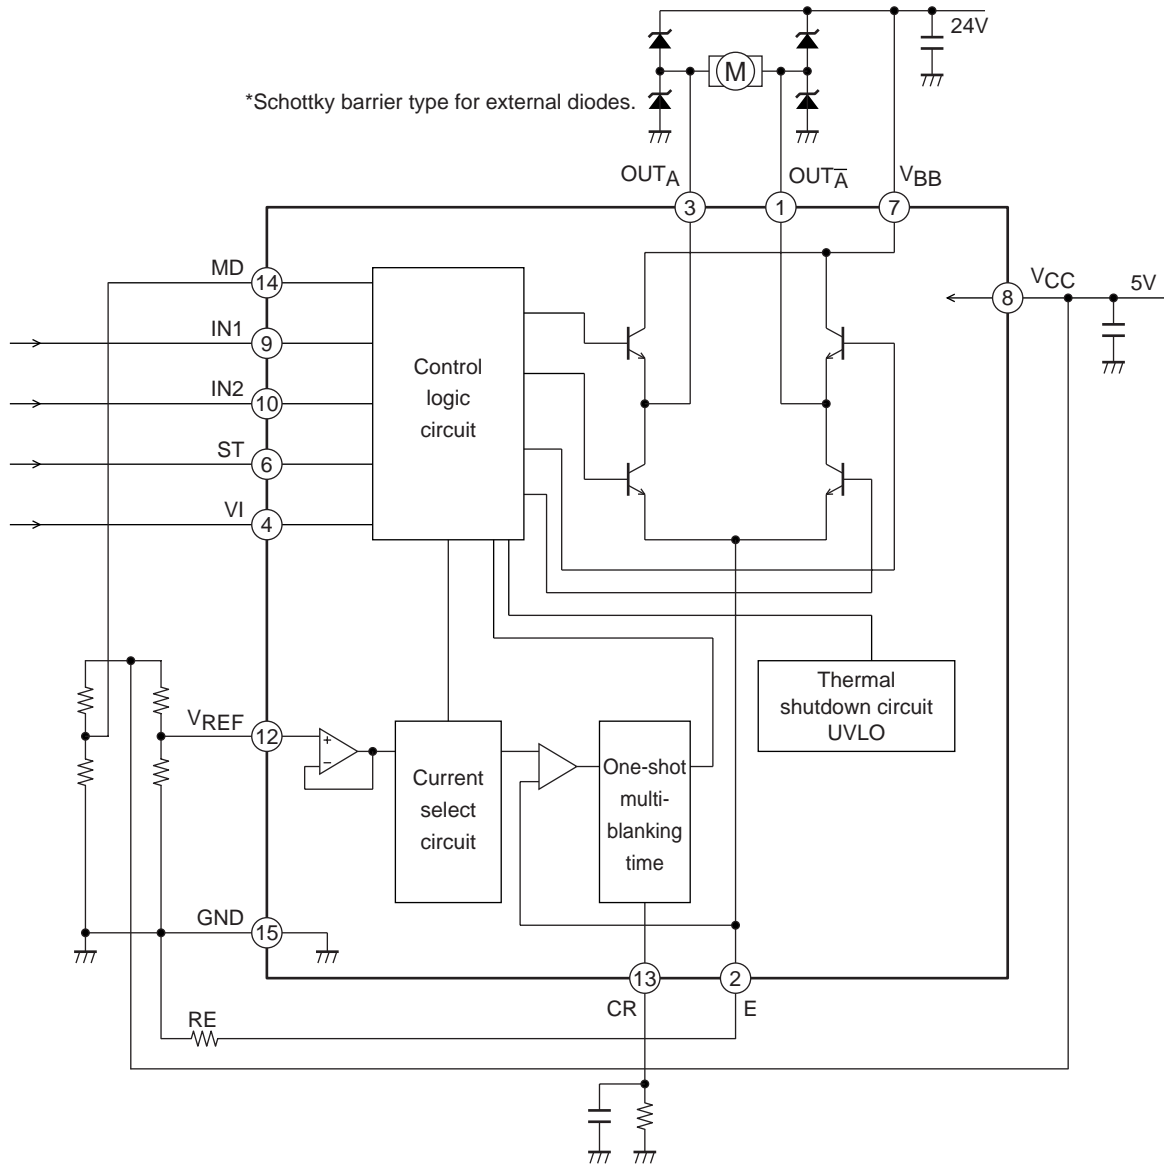 24V
M
*Schottky barrier type for external diodes.
OUTA
OUTA̅
VBB
3
1
7
MD
14
VCC
5V
8
IN1
9
IN2
10
ST
6
VI
4
Control
logic
circuit
Thermal
shutdown circuit
UVLO
VREF
12
+
−
Current
select
circuit
One-shot
multi-
blanking
time
GND
15
13
2
CR
E
RE